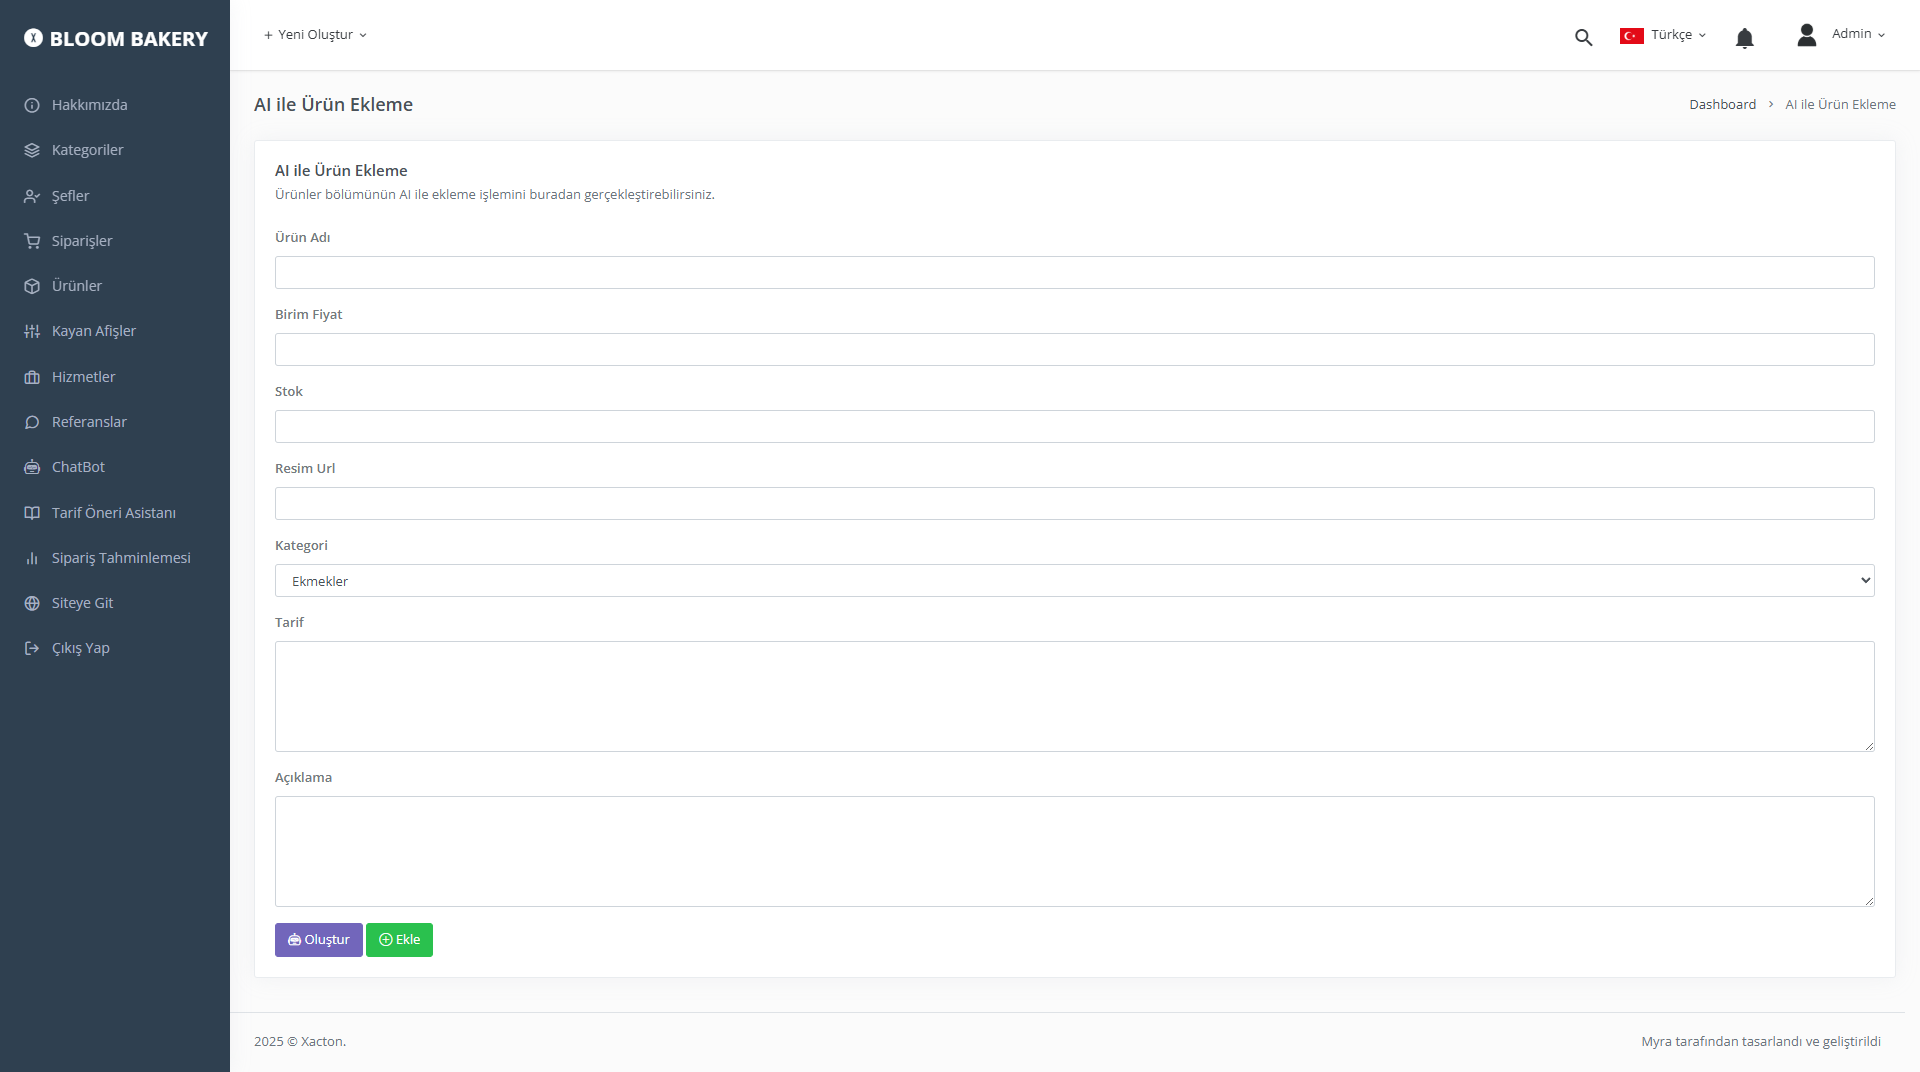 BLOOM BAKERY
Hakkımızda
Kategoriler
Şefler
Siparişler
Ürünler
Kayan Afişler
Hizmetler
Referanslar
ChatBot
Tarif Öneri Asistanı
Sipariş Tahminlemesi
Siteye Git
Çıkış Yap
+ Yeni Oluştur
Türkçe
Admin
AI ile Ürün Ekleme
Dashboard > AI ile Ürün Ekleme
AI ile Ürün Ekleme
Ürünler bölümünün AI ile ekleme işlemini buradan gerçekleştirebilirsiniz.
Ürün Adı
Birim Fiyat
Stok
Resim Url
Kategori
Ekmekler
Tarif
Açıklama
Oluştur
Ekle
2025 © Xacton.
Myra tarafından tasarlandı ve geliştirildi